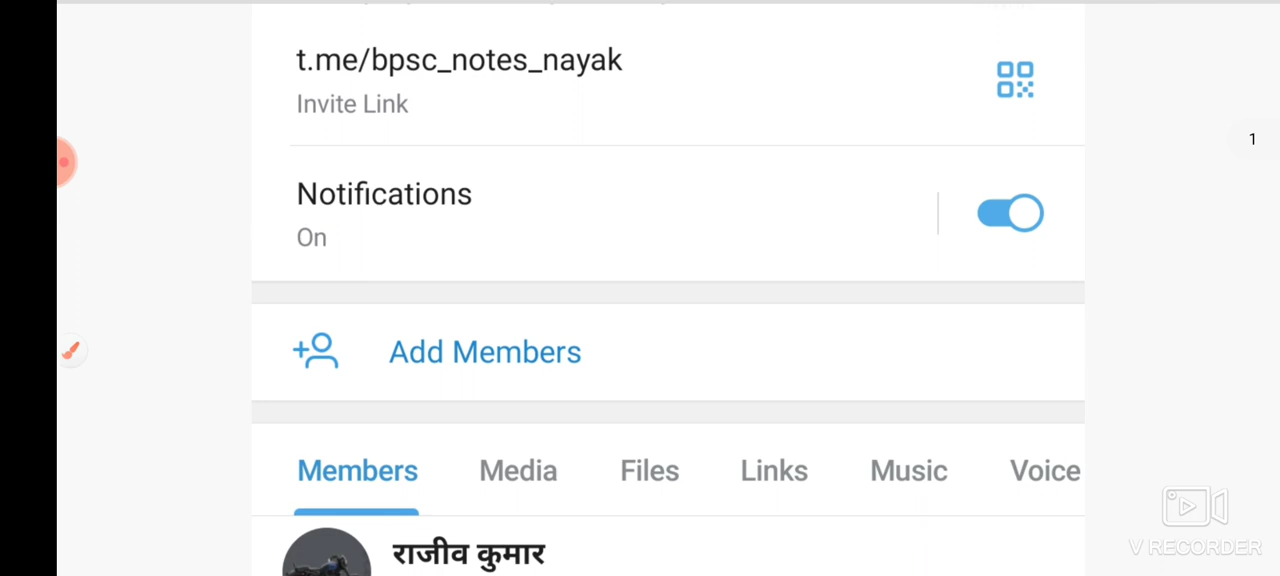 t.me/bpsc_notes_nayak
Invite Link
1
Notifications
On
Add Members
Members Media Files Links Music Voice
राजीव कुमार
V RECORDER